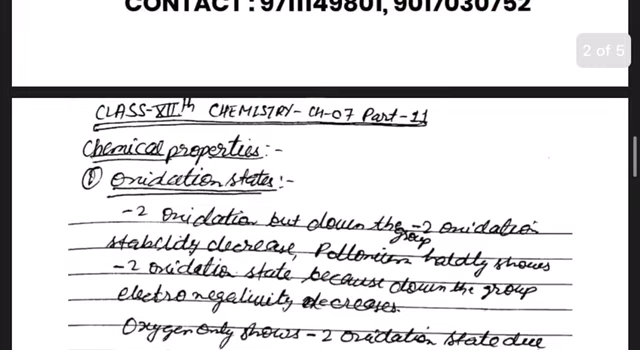 CONTACT : 9711149801, 9017030752
2 of 5
CLASS-XIIth CHEMISTRY- Ch-07 Part-11
Chemical properties:-
① Oxidation states:-
-2 oxidation but down the group -2 oxidation
stability decrease, Pollonium haldly shows
-2 oxidation state because down the group
electronegativity decreases.
Oxygen only shows -2 oxidation state due